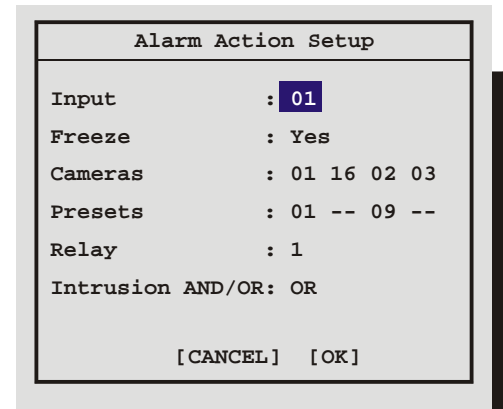 Alarm Action Setup
Input : 01
Freeze : Yes
Cameras : 01 16 02 03
Presets : 01 -- 09 --
Relay : 1
Intrusion AND/OR: OR
[CANCEL] [OK]